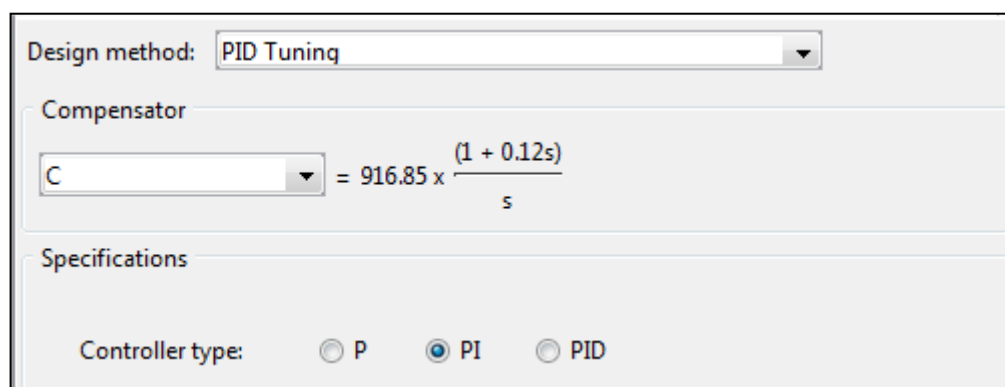 Design method: PID Tuning
Compensator
(1 + 0.12s)
C = 916.85 x
s
Specifications
Controller type: P PI PID